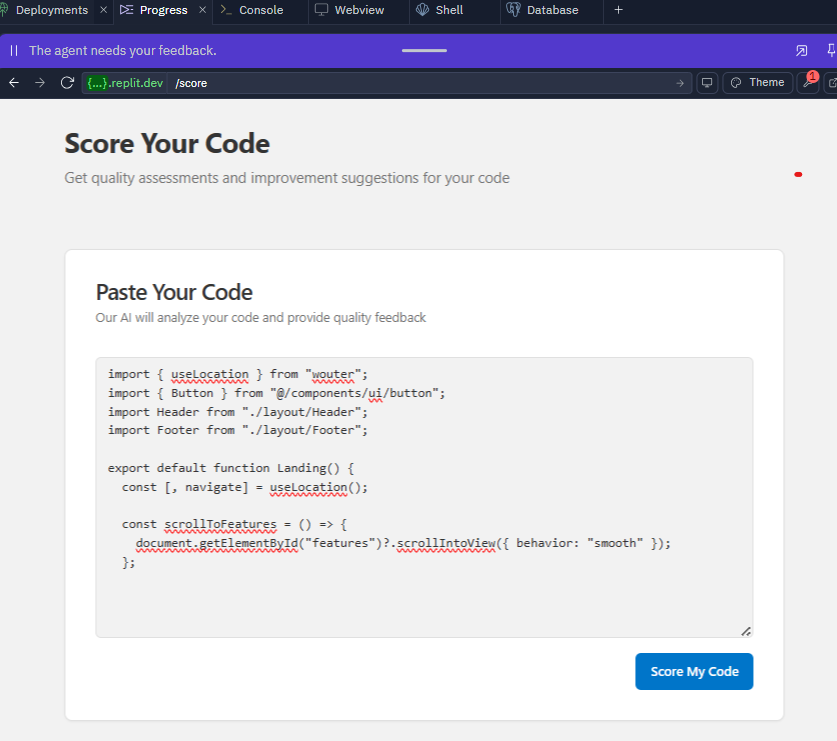 Deployments Progress Console Webview Shell Database
The agent needs your feedback.
{...}.replit.dev /score Theme 1
Score Your Code
Get quality assessments and improvement suggestions for your code
Paste Your Code
Our AI will analyze your code and provide quality feedback
import { useLocation } from "wouter";
import { Button } from "@/components/ui/button";
import Header from "./layout/Header";
import Footer from "./layout/Footer";
export default function Landing() {
const [, navigate] = useLocation();
const scrollToFeatures = () => {
document.getElementById("features")?.scrollIntoView({ behavior: "smooth" });
};
Score My Code